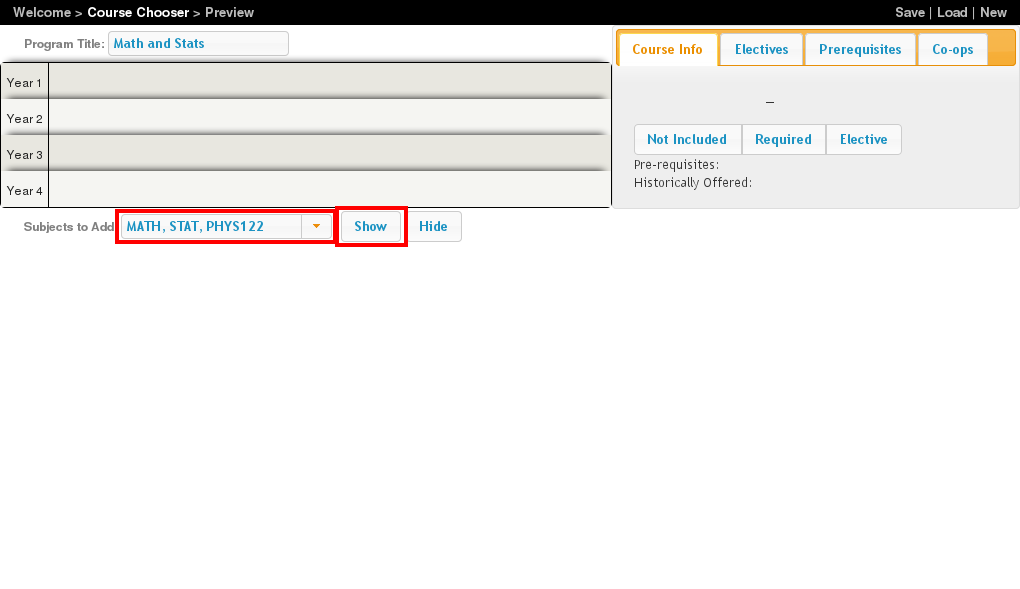 Welcome > Course Chooser > Preview
Save | Load | New
Program Title: Math and Stats
Year 1
Year 2
Year 3
Year 4
Subjects to Add MATH, STAT, PHYS122 Show Hide
Course Info Electives Prerequisites Co-ops
–
Not Included Required Elective
Pre-requisites:
Historically Offered: